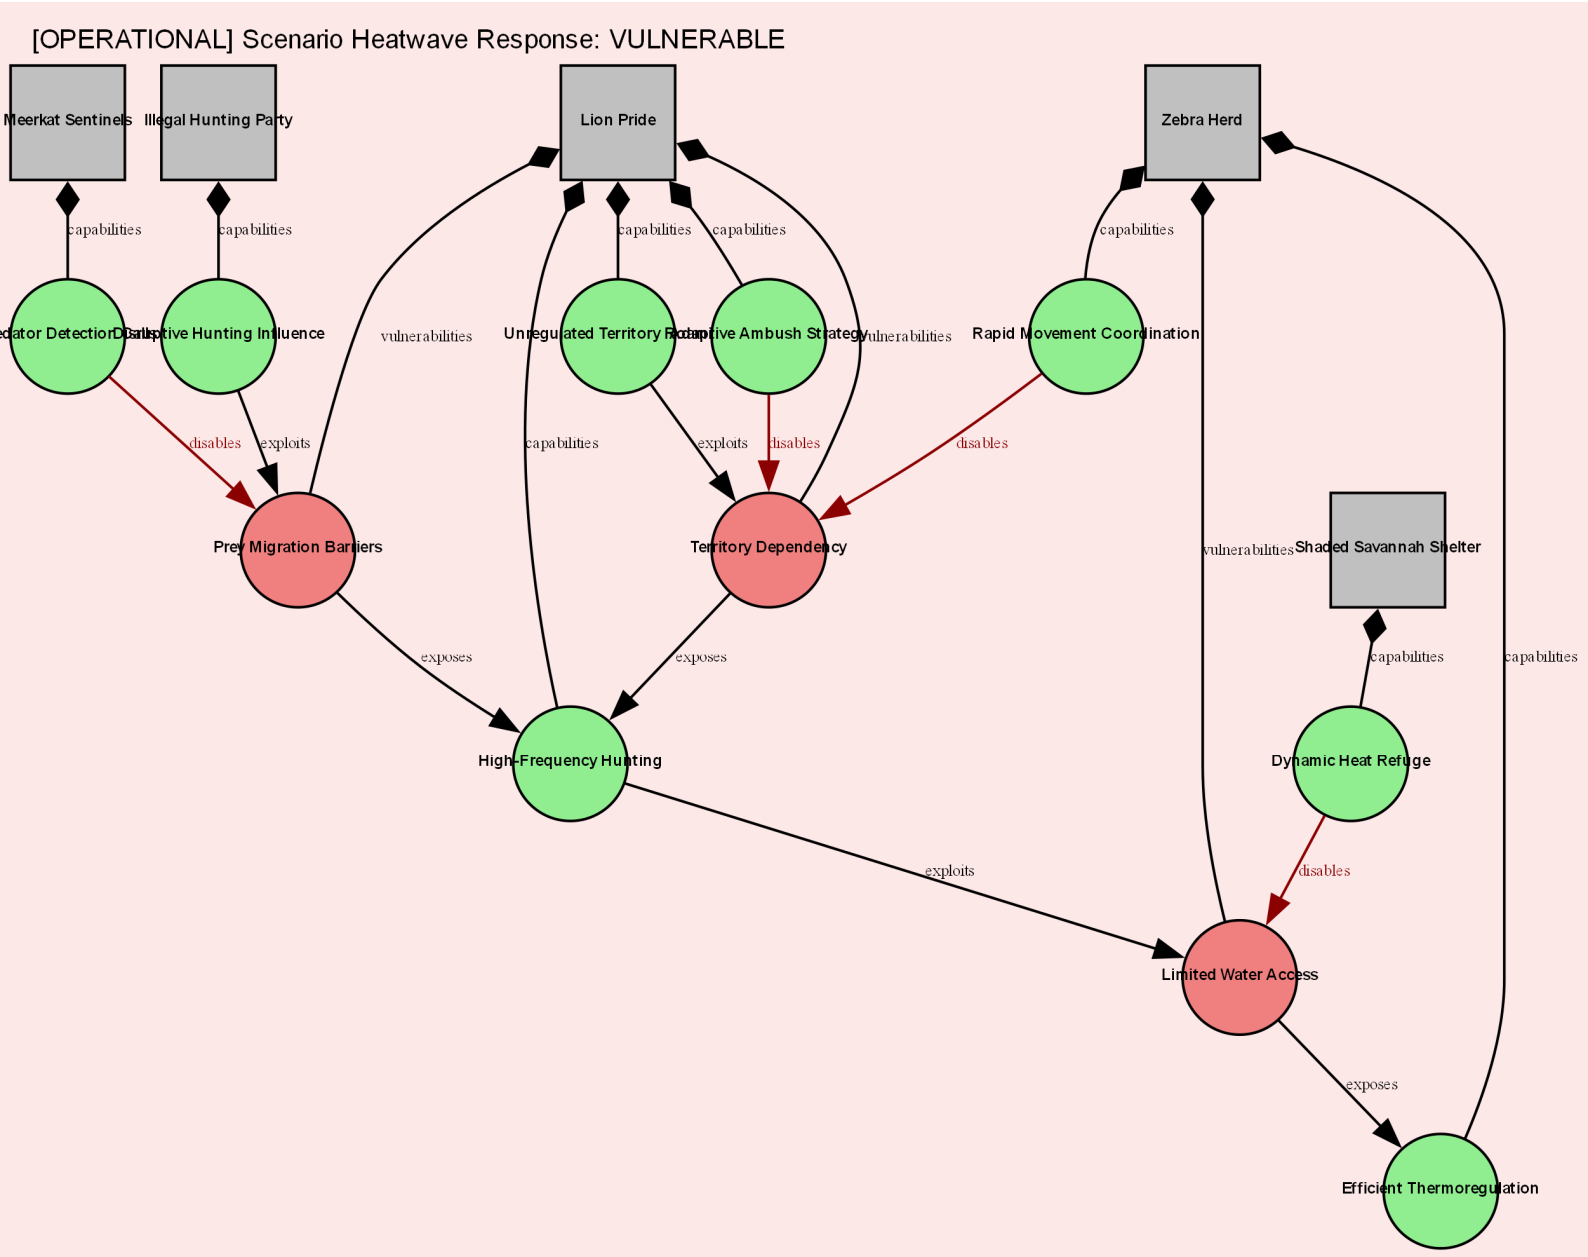 [OPERATIONAL] Scenario Heatwave Response: VULNERABLE
Meerkat Sentinels
Illegal Hunting Party
Lion Pride
Zebra Herd
capabilities
capabilities
capabilities
capabilities
capabilities
Detection
Hunting Influence
vulnerabilities
Unregulated Territory
Ambush Strategy
vulnerabilities
Rapid Movement Coordination
disables
exploits
capabilities
exploits
disables
disables
Prey Migration Barriers
Territory Dependency
vulnerabilities
Shaded Savannah Shelter
exposes
exposes
capabilities
capabilities
High-Frequency Hunting
Dynamic Heat Refuge
exploits
disables
Limited Water Access
exposes
Efficient Thermoregulation